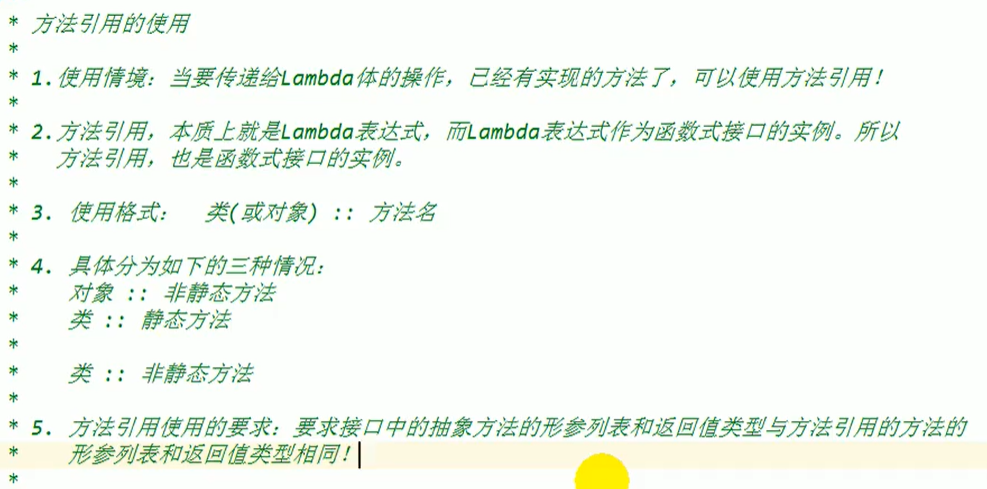 * 方法引用的使用
*
* 1.使用情境：当要传递给Lambda体的操作，已经有实现的方法了，可以使用方法引用！
*
* 2.方法引用，本质上就是Lambda表达式，而Lambda表达式作为函数式接口的实例。所以
* 方法引用，也是函数式接口的实例。
*
* 3. 使用格式： 类(或对象) :: 方法名
*
* 4. 具体分为如下的三种情况：
* 对象 :: 非静态方法
* 类 :: 静态方法
*
* 类 :: 非静态方法
*
* 5. 方法引用使用的要求：要求接口中的抽象方法的形参列表和返回值类型与方法引用的方法的
* 形参列表和返回值类型相同！
*